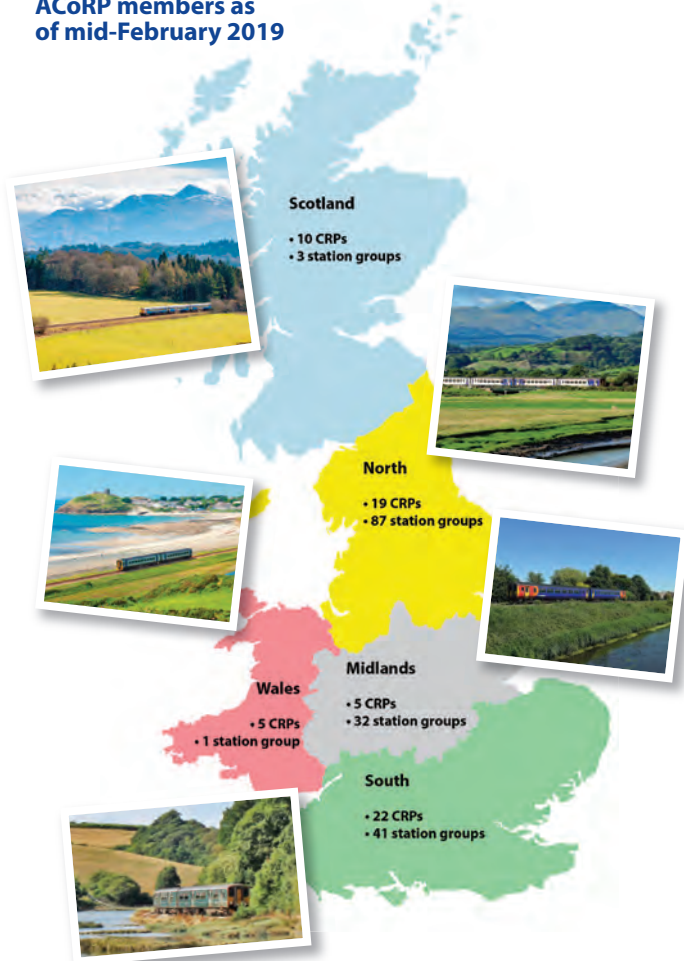 ACoRP members as
of mid-February 2019
Scotland
• 10 CRPs
• 3 station groups
North
• 19 CRPs
• 87 station groups
Midlands
• 5 CRPs
• 32 station groups
Wales
• 5 CRPs
• 1 station group
South
• 22 CRPs
• 41 station groups